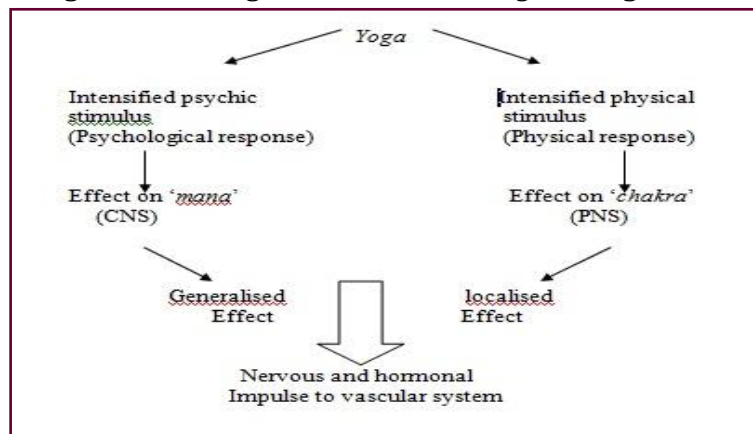 Yoga
Intensified psychic
stimulus
(Psychological response)
Intensified physical
stimulus
(Physical response)
Effect on ‘mana’
(CNS)
Effect on ‘chakra’
(PNS)
Generalised
Effect
localised
Effect
Nervous and hormonal
Impulse to vascular system